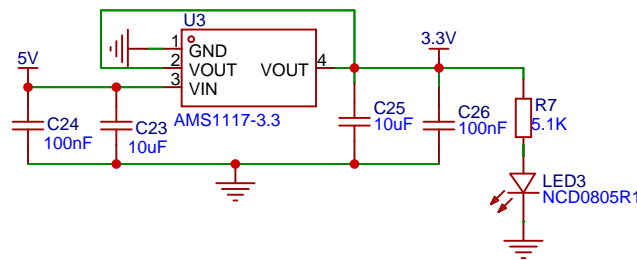 U3
3.3V
5V
1
GND
2
VOUT
VOUT
4
3
VIN
AMS1117-3.3
C24
100nF
C23
10uF
C25
10uF
C26
100nF
R7
5.1K
LED3
NCD0805R1